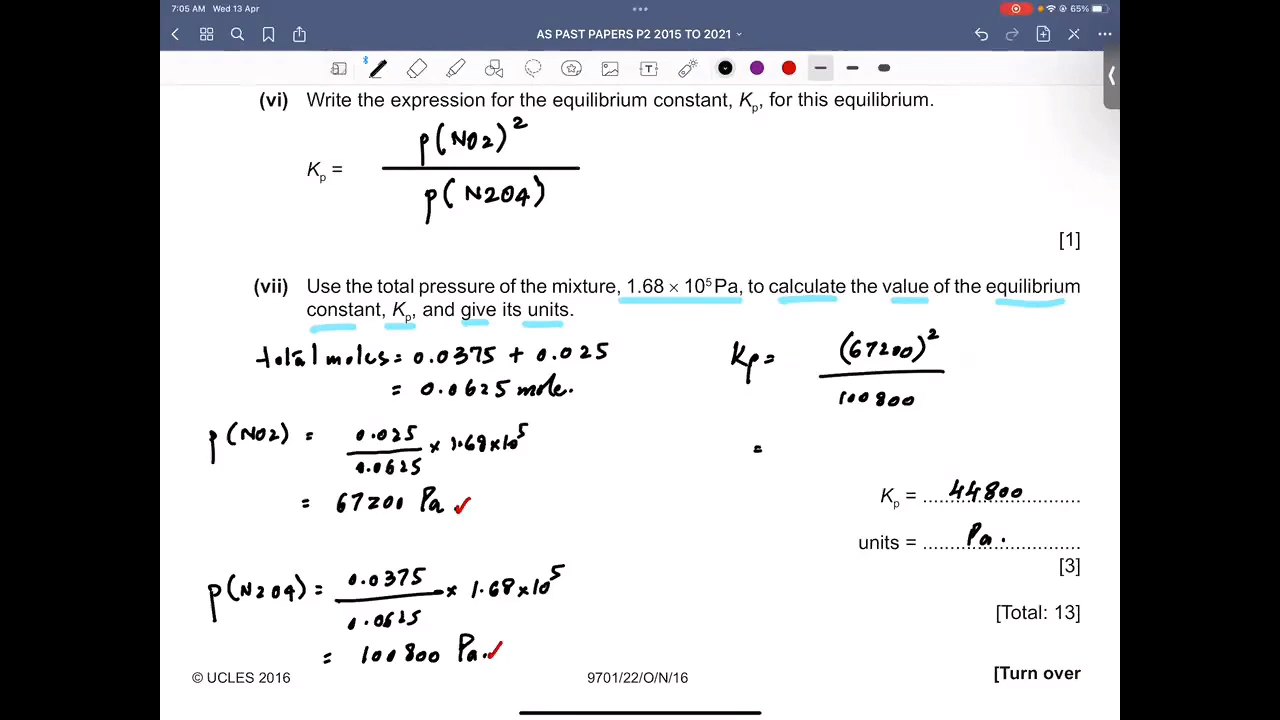 7:05 AM Wed 13 Apr
65%
AS PAST PAPERS P2 2015 TO 2021
(vi) Write the expression for the equilibrium constant, Kp, for this equilibrium.
Kp =
p(NO2)²
p(N2O4)
[1]
(vii) Use the total pressure of the mixture, 1.68 × 10⁵ Pa, to calculate the value of the equilibrium
constant, Kp, and give its units.
total moles = 0.0375 + 0.025
= 0.0625 mole.
p(NO2) = 0.025 / 0.0625 × 1.68×10⁵
= 67200 Pa ✓
p(N2O4) = 0.0375 / 0.0625 × 1.68×10⁵
= 100800 Pa. ✓
Kp = (67200)² / 100800
=
Kp = ....44800..........
units = ....Pa...........
[3]
[Total: 13]
© UCLES 2016
9701/22/O/N/16
[Turn over